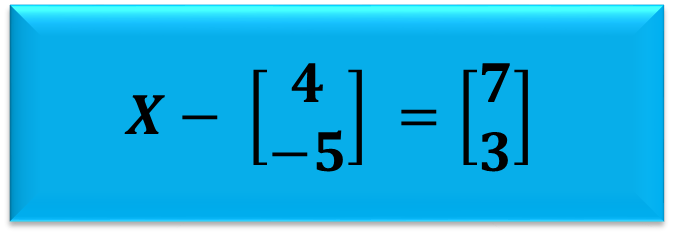 X − [4 −5] = [7 3]